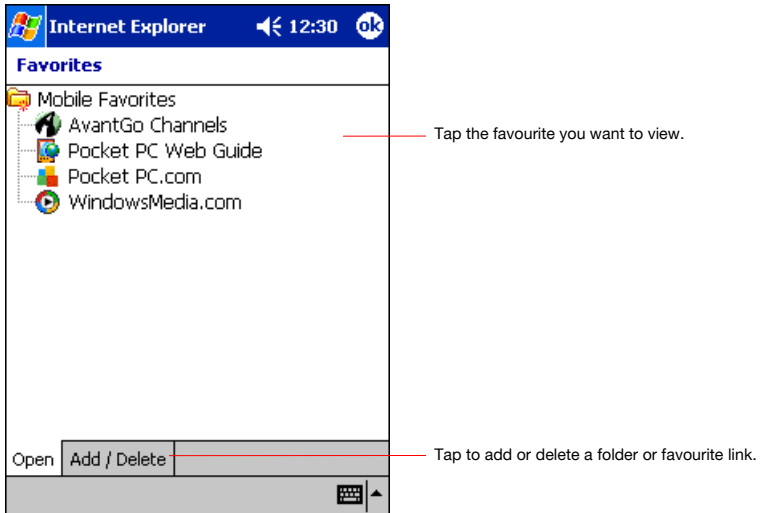 Internet Explorer 12:30 ok
Favorites
Mobile Favorites
AvantGo Channels
Tap the favourite you want to view.
Pocket PC Web Guide
Pocket PC.com
WindowsMedia.com
Open Add / Delete
Tap to add or delete a folder or favourite link.